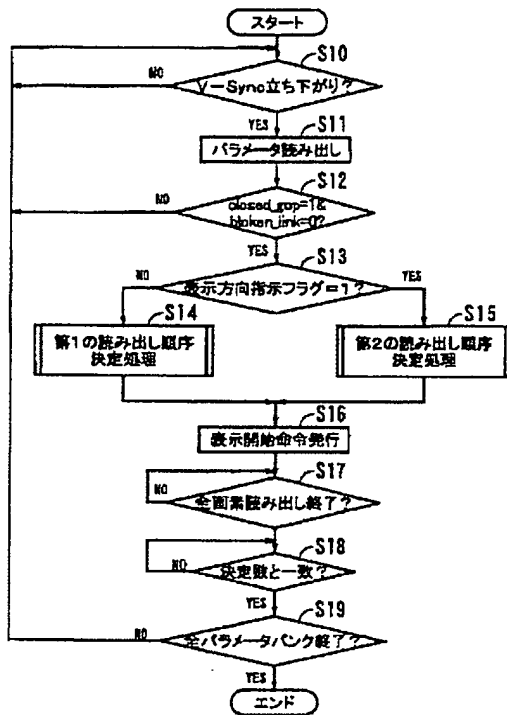 スタート
S10
NO
V-Sync立ち下がり?
YES
S11
パラメータ読み出し
S12
NO
closed_gop=1&
broken_link=0?
YES
S13
NO
表示方向指示フラグ=1?
YES
S14
第1の読み出し順序
決定処理
S15
第2の読み出し順序
決定処理
S16
表示開始命令発行
S17
NO
全画素読み出し終了?
S18
NO
決定数と一致?
YES
S19
NO
全パラメータバンク終了?
YES
エンド